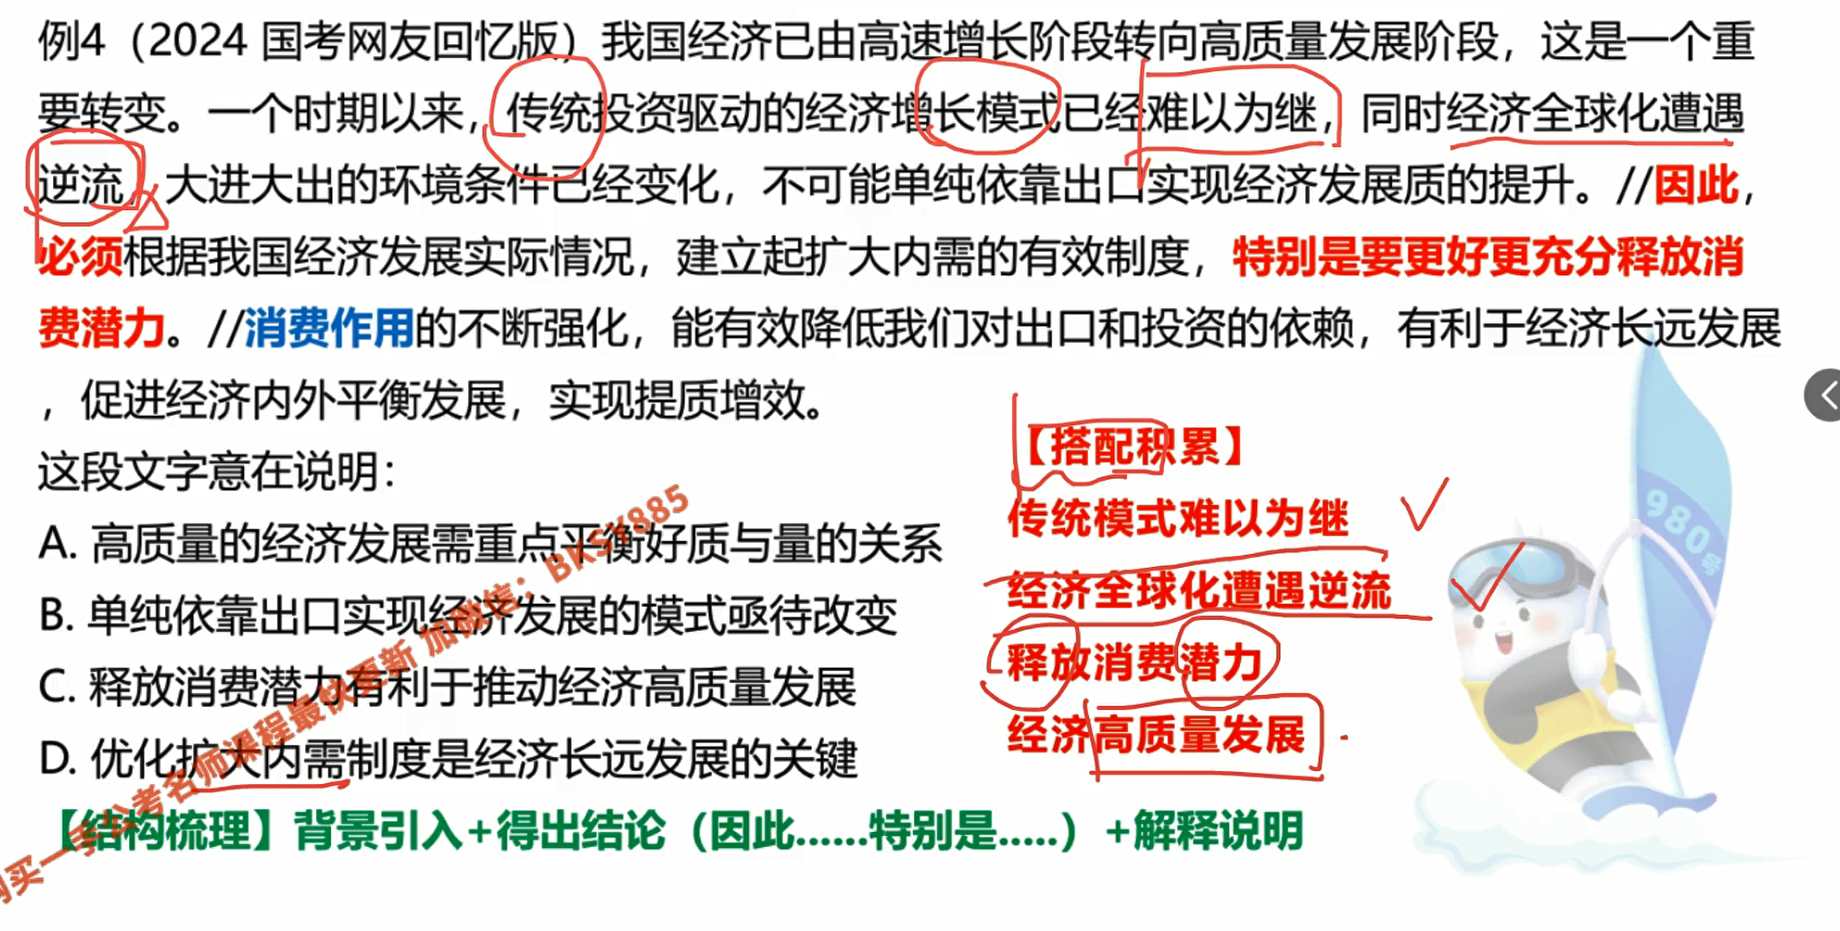 例4（2024 国考网友回忆版）我国经济已由高速增长阶段转向高质量发展阶段，这是一个重
要转变。一个时期以来，传统投资驱动的经济增长模式已经难以为继，同时经济全球化遭遇
逆流，大进大出的环境条件已经变化，不可能单纯依靠出口实现经济发展质的提升。//因此，
必须根据我国经济发展实际情况，建立起扩大内需的有效制度，特别是要更好更充分释放消
费潜力。//消费作用的不断强化，能有效降低我们对出口和投资的依赖，有利于经济长远发展
，促进经济内外平衡发展，实现提质增效。
这段文字意在说明：
A. 高质量的经济发展需重点平衡好质与量的关系
B. 单纯依靠出口实现经济发展的模式亟待改变
C. 释放消费潜力有利于推动经济高质量发展
D. 优化扩大内需制度是经济长远发展的关键
【搭配积累】
传统模式难以为继
经济全球化遭遇逆流
释放消费潜力
经济高质量发展
【结构梳理】背景引入+得出结论（因此......特别是.....）+解释说明
买一手公考名师课程最快更新 加微信：BKSY885
980号